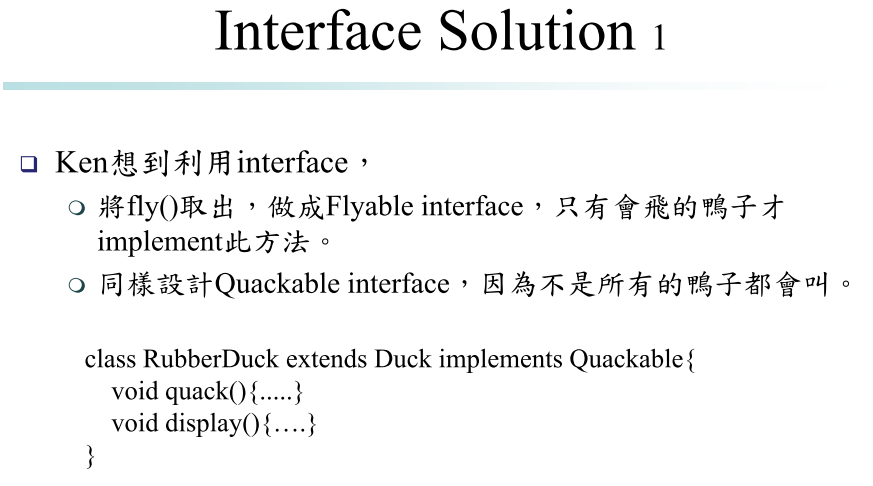 Interface Solution 1
Ken想到利用interface，
將fly()取出，做成Flyable interface，只有會飛的鴨子才
implement此方法。
同樣設計Quackable interface，因為不是所有的鴨子都會叫。
class RubberDuck extends Duck implements Quackable{
void quack(){.....}
void display(){….}
}